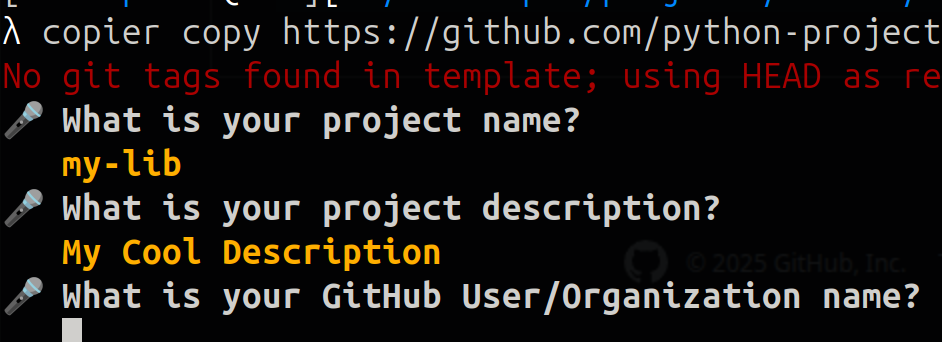 λ copier copy https://github.com/python-project
No git tags found in template; using HEAD as re
🎤 What is your project name?
my-lib
🎤 What is your project description?
My Cool Description
© 2025 GitHub, Inc.
🎤 What is your GitHub User/Organization name?